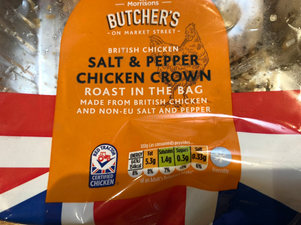 Morrisons
BUTCHER'S
ON MARKET STREET
BRITISH CHICKEN
SALT & PEPPER
CHICKEN CROWN
ROAST IN THE BAG
MADE FROM BRITISH CHICKEN
AND NON-EU SALT AND PEPPER
RED TRACTOR
CERTIFIED
CHICKEN
ENERGY
Fat
5.3g
Saturates
1.4g
Sugars
0.3g
Salt
0.33g